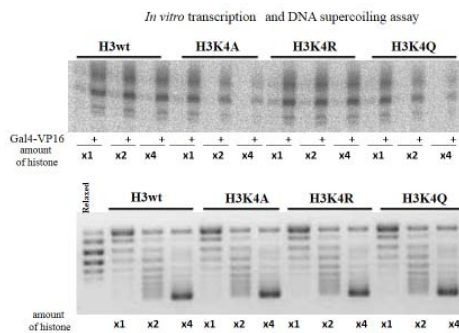 In vitro transcription and DNA supercoiling assay
H3wt H3K4A H3K4R H3K4Q
Gal4-VP16 + + + + + + + + + + + +
amount of histone x1 x2 x4 x1 x2 x4 x1 x2 x4 x1 x2 x4
Relaxed
H3wt H3K4A H3K4R H3K4Q
amount of histone x1 x2 x4 x1 x2 x4 x1 x2 x4 x1 x2 x4